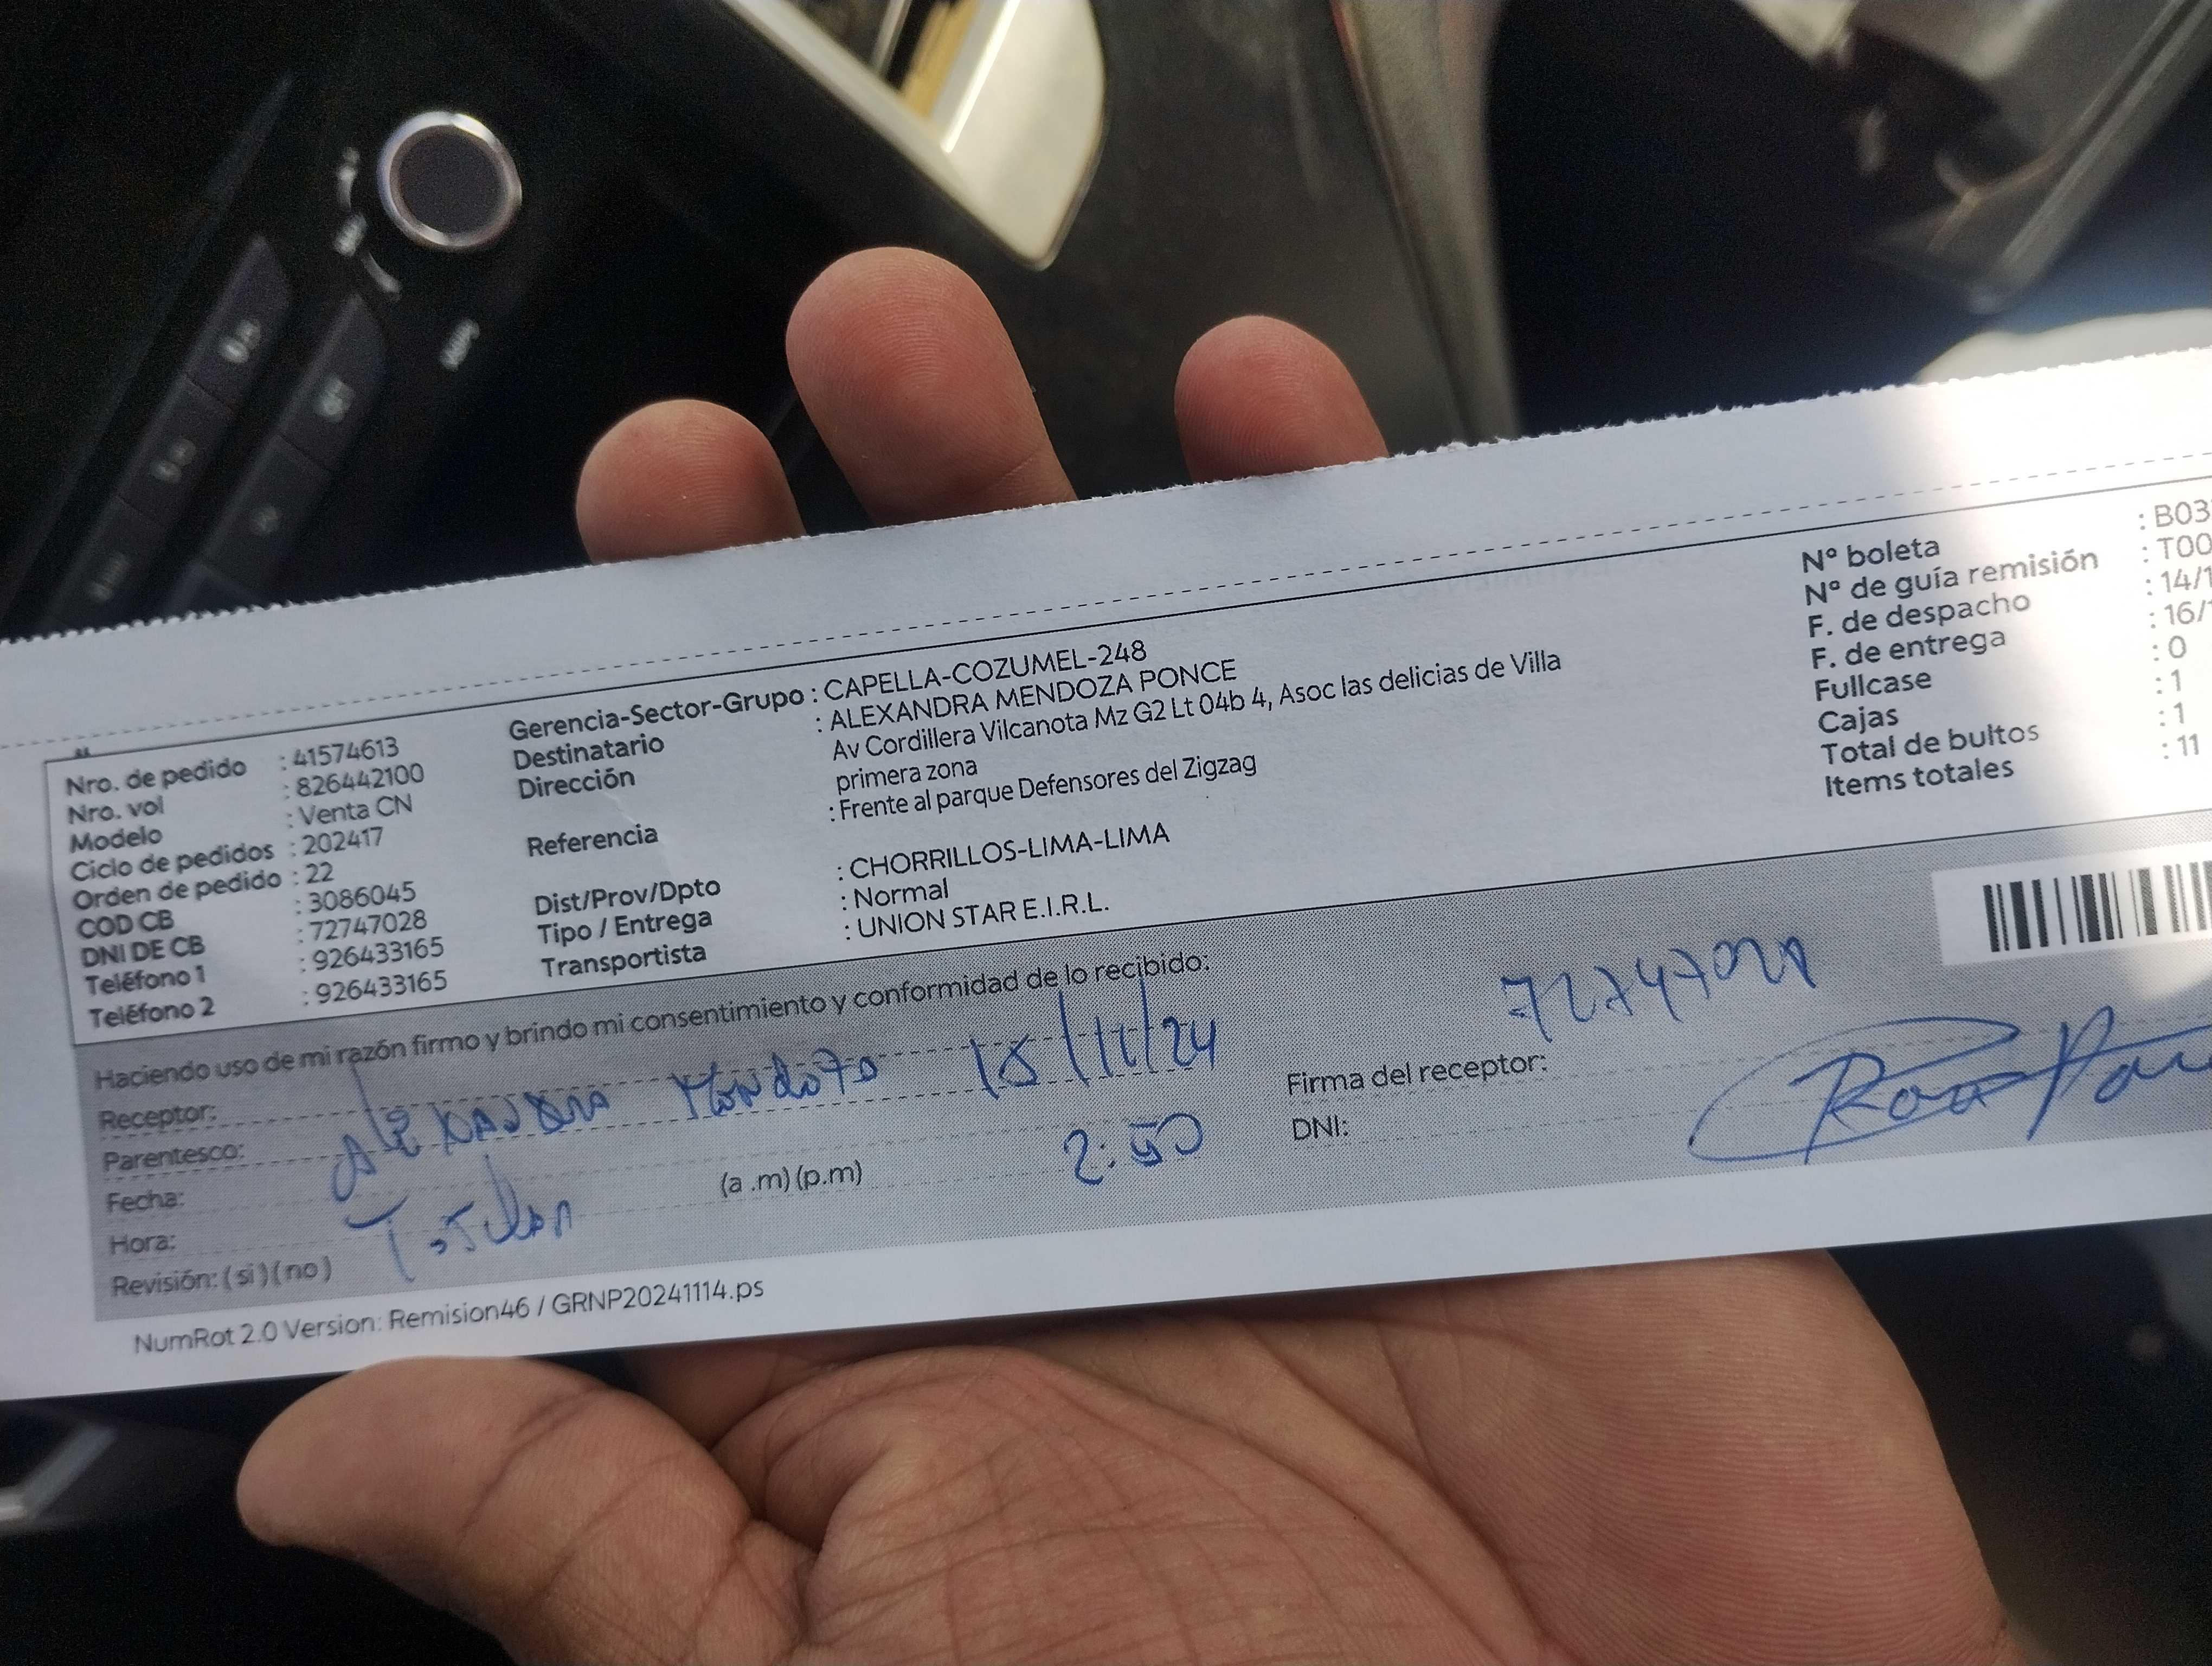 Nro. de pedido : 41574613
Nro. vol : 826442100
Modelo : Venta CN
Ciclo de pedidos : 202417
Orden de pedido : 22
COD CB : 3086045
DNI DE CB : 72747028
Teléfono 1 : 926433165
Teléfono 2 : 926433165
Gerencia-Sector-Grupo : CAPELLA-COZUMEL-248
Destinatario : ALEXANDRA MENDOZA PONCE
Dirección Av Cordillera Vilcanota Mz G2 Lt 04b 4, Asoc las delicias de Villa
primera zona
Referencia : Frente al parque Defensores del Zigzag
Dist/Prov/Dpto : CHORRILLOS-LIMA-LIMA
Tipo / Entrega : Normal
Transportista : UNION STAR E.I.R.L.
N° boleta : B03
N° de guía remisión : T00
F. de despacho : 14/1
F. de entrega : 16/
Fullcase : 0
Cajas : 1
Total de bultos : 1
Items totales : 11
Haciendo uso de mi razón firmo y brindo mi consentimiento y conformidad de lo recibido:
Receptor: Alexandra Mendoza 15/11/24
Parentesco:
Fecha:
Hora: (a .m) (p.m) 2:50
Revisión: ( si ) ( no )
72747028
Firma del receptor:
DNI:
NumRot 2.0 Version: Remision46 / GRNP20241114.ps